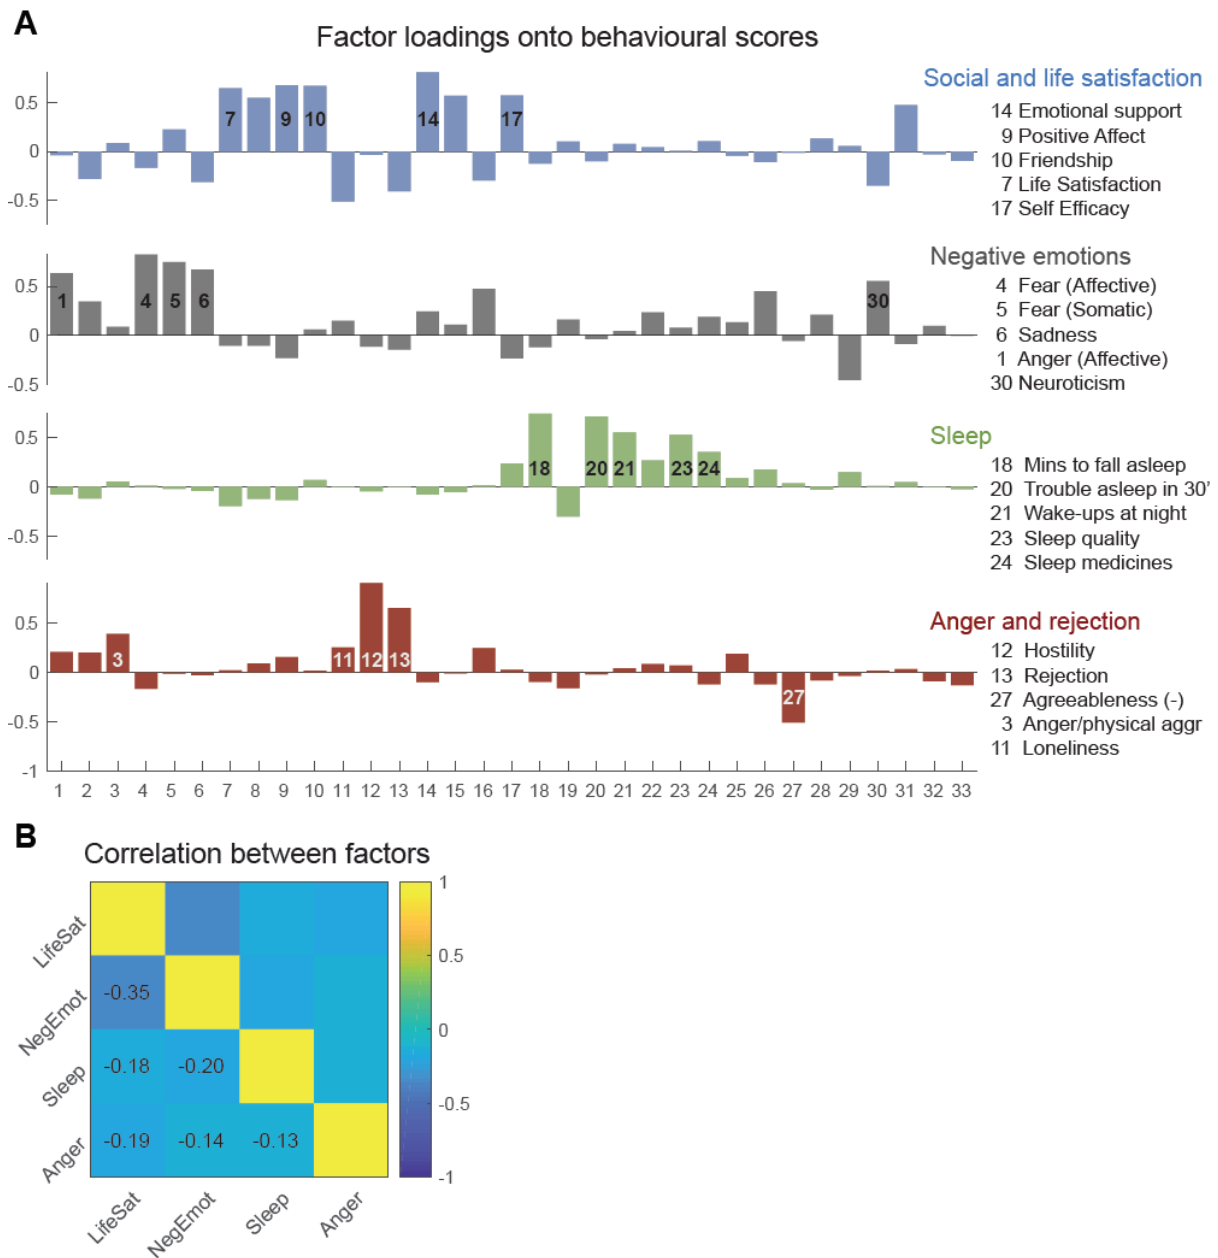 A
Factor loadings onto behavioural scores
0.5
0
-0.5
7
9
10
14
17
Social and life satisfaction
14 Emotional support
9 Positive Affect
10 Friendship
7 Life Satisfaction
17 Self Efficacy
0.5
0
-0.5
1
4
5
6
30
Negative emotions
4 Fear (Affective)
5 Fear (Somatic)
6 Sadness
1 Anger (Affective)
30 Neuroticism
0.5
0
-0.5
18
20
21
23
24
Sleep
18 Mins to fall asleep
20 Trouble asleep in 30'
21 Wake-ups at night
23 Sleep quality
24 Sleep medicines
0.5
0
-0.5
-1
3
11
12
13
27
Anger and rejection
12 Hostility
13 Rejection
27 Agreeableness (-)
3 Anger/physical aggr
11 Loneliness
1 2 3 4 5 6 7 8 9 10 11 12 13 14 15 16 17 18 19 20 21 22 23 24 25 26 27 28 29 30 31 32 33
B
Correlation between factors
LifeSat
NegEmot
Sleep
Anger
-0.35
-0.18 -0.20
-0.19 -0.14 -0.13
LifeSat NegEmot Sleep Anger
1
0.5
0
-0.5
-1